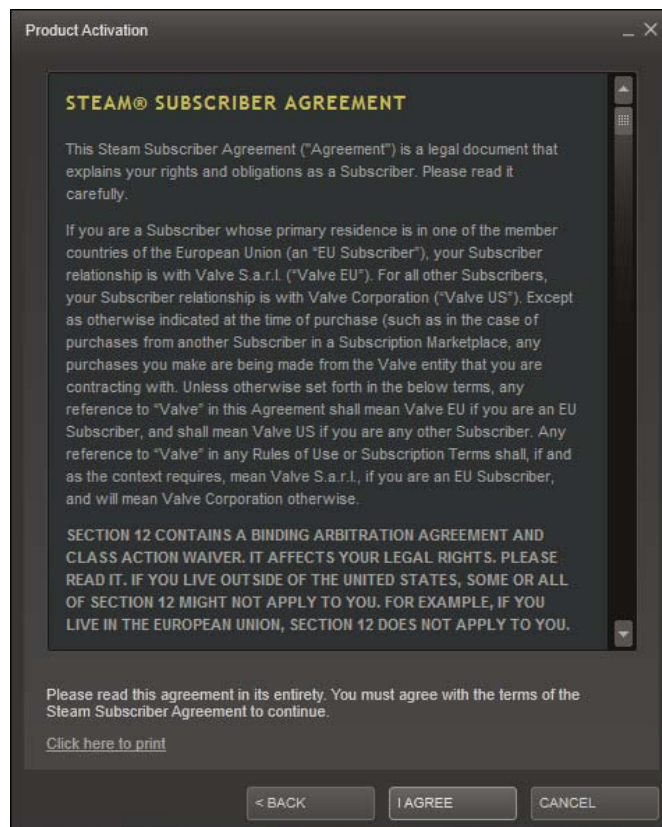 Product Activation
STEAM® SUBSCRIBER AGREEMENT
This Steam Subscriber Agreement ("Agreement") is a legal document that
explains your rights and obligations as a Subscriber. Please read it
carefully.
If you are a Subscriber whose primary residence is in one of the member
countries of the European Union (an “EU Subscriber”), your Subscriber
relationship is with Valve S.a.r.l. (“Valve EU”). For all other Subscribers,
your Subscriber relationship is with Valve Corporation (“Valve US”). Except
as otherwise indicated at the time of purchase (such as in the case of
purchases from another Subscriber in a Subscription Marketplace, any
purchases you make are being made from the Valve entity that you are
contracting with. Unless otherwise set forth in the below terms, any
reference to “Valve” in this Agreement shall mean Valve EU if you are an EU
Subscriber, and shall mean Valve US if you are any other Subscriber. Any
reference to “Valve” in any Rules of Use or Subscription Terms shall, if and
as the context requires, mean Valve S.a.r.l., if you are an EU Subscriber,
and will mean Valve Corporation otherwise.
SECTION 12 CONTAINS A BINDING ARBITRATION AGREEMENT AND
CLASS ACTION WAIVER. IT AFFECTS YOUR LEGAL RIGHTS. PLEASE
READ IT. IF YOU LIVE OUTSIDE OF THE UNITED STATES, SOME OR ALL
OF SECTION 12 MIGHT NOT APPLY TO YOU. FOR EXAMPLE, IF YOU
LIVE IN THE EUROPEAN UNION, SECTION 12 DOES NOT APPLY TO YOU.
Please read this agreement in its entirety. You must agree with the terms of the
Steam Subscriber Agreement to continue.
Click here to print
< BACK
I AGREE
CANCEL